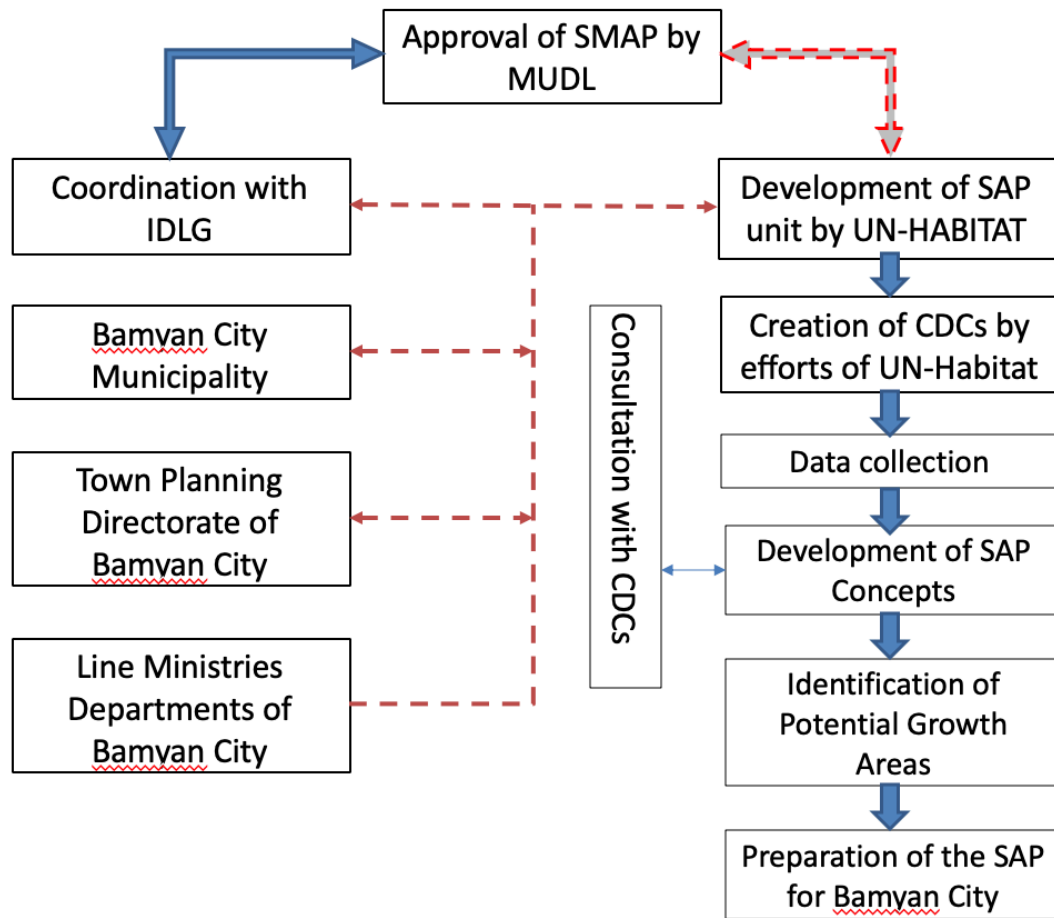 Approval of SMAP by
MUDL
Coordination with
IDLG
Bamyan City
Municipality
Town Planning
Directorate of
Bamyan City
Line Ministries
Departments of
Bamyan City
Consultation with CDCs
Development of SAP
unit by UN-HABITAT
Creation of CDCs by
efforts of UN-Habitat
Data collection
Development of SAP
Concepts
Identification of
Potential Growth
Areas
Preparation of the SAP
for Bamyan City